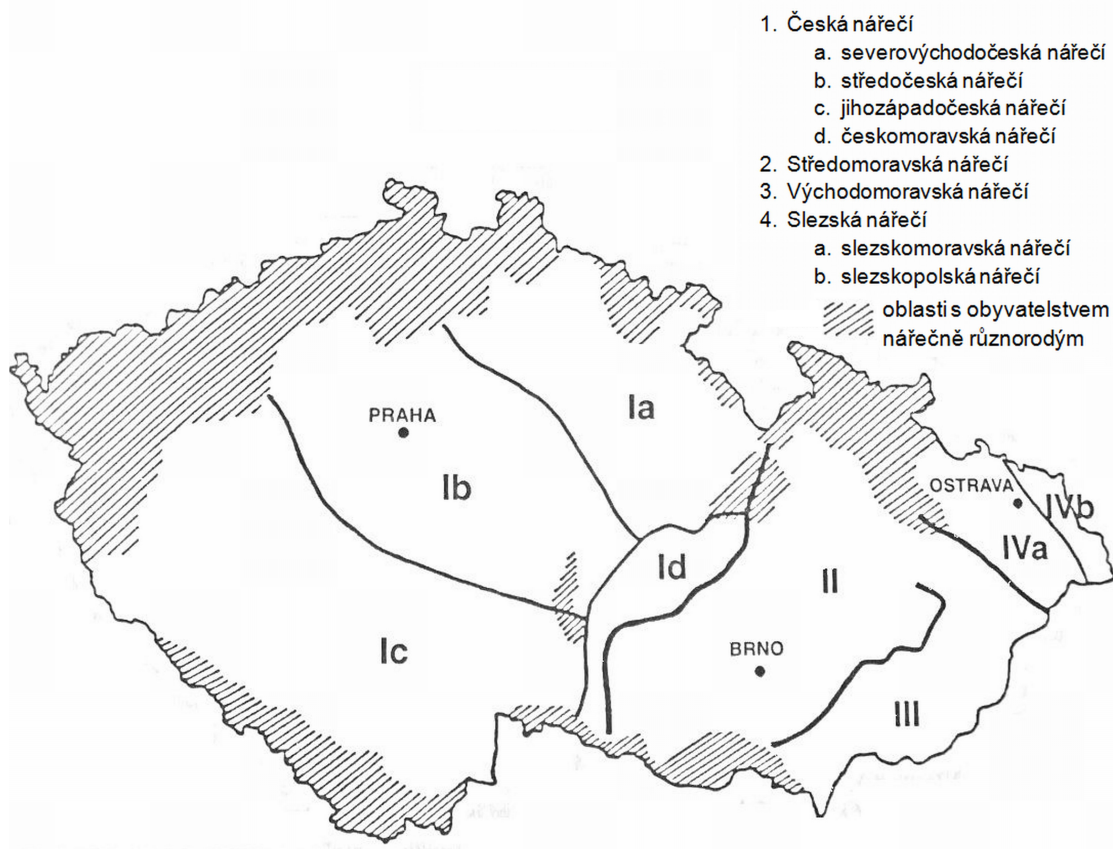 1. Česká nářečí
a. severovýchodočeská nářečí
b. středočeská nářečí
c. jihozápadočeská nářečí
d. českomoravská nářečí
2. Středomoravská nářečí
3. Východomoravská nářečí
4. Slezská nářečí
a. slezskomoravská nářečí
b. slezskopolská nářečí
oblasti s obyvatelstvem
nářečně různorodým
Ia
PRAHA
Ib
OSTRAVA
IVb
IVa
Id
II
Ic
BRNO
III